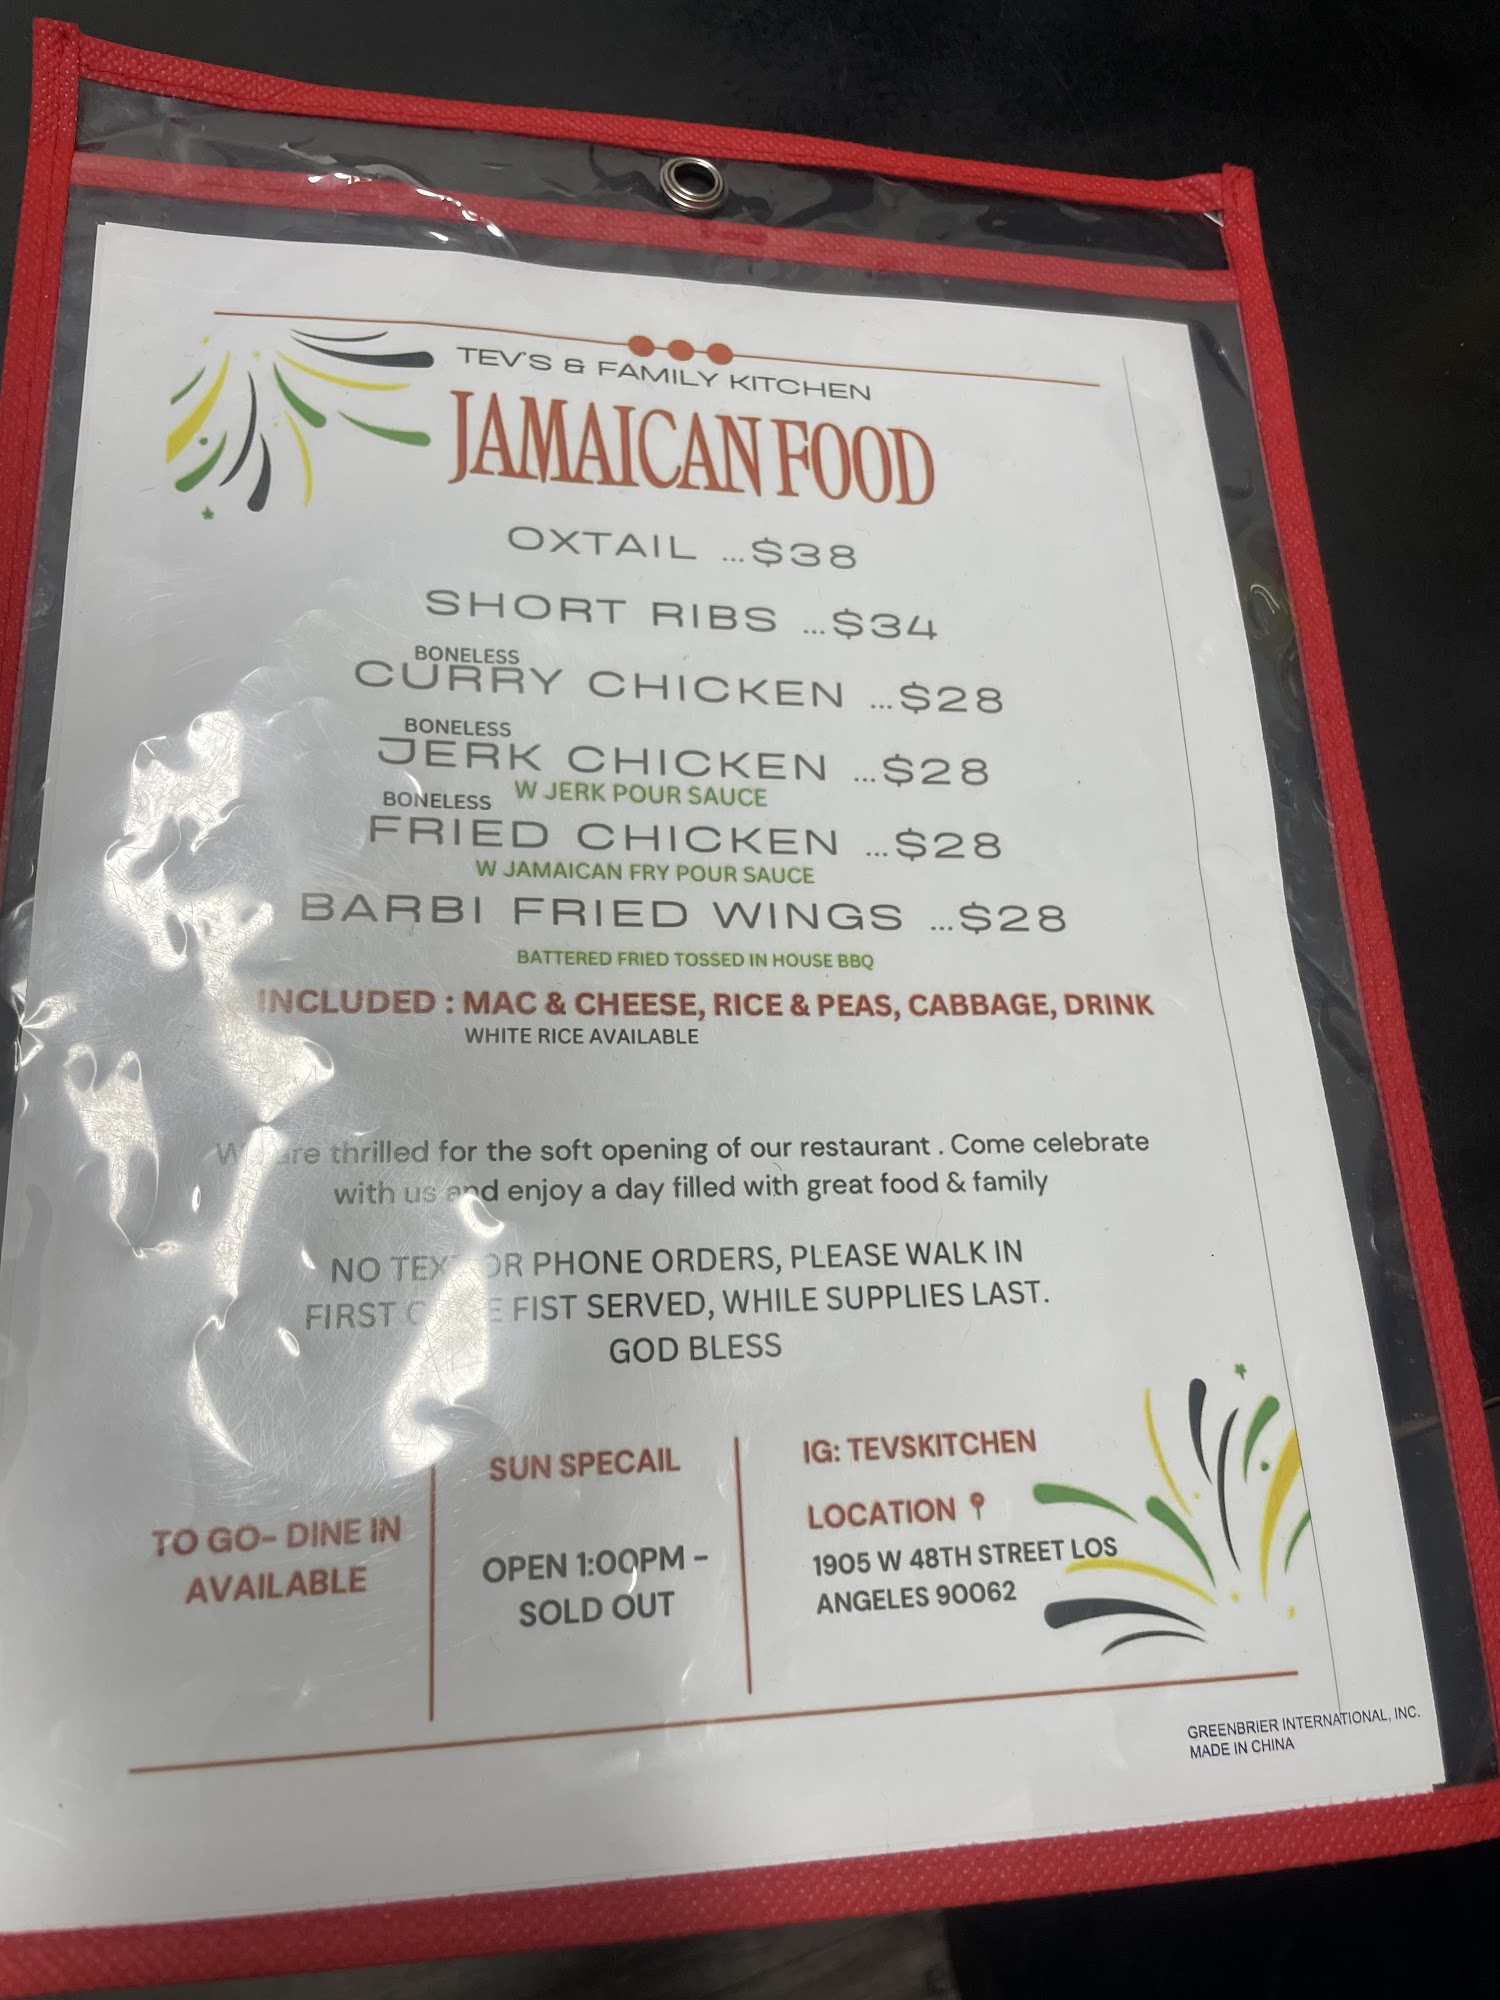 TEV'S & FAMILY KITCHEN
JAMAICAN FOOD
OXTAIL ...$38
SHORT RIBS ...$34
BONELESS
CURRY CHICKEN ...$28
BONELESS
JERK CHICKEN ...$28
W JERK POUR SAUCE
BONELESS
FRIED CHICKEN ...$28
W JAMAICAN FRY POUR SAUCE
BARBI FRIED WINGS ...$28
BATTERED FRIED TOSSED IN HOUSE BBQ
INCLUDED : MAC & CHEESE, RICE & PEAS, CABBAGE, DRINK
WHITE RICE AVAILABLE
We are thrilled for the soft opening of our restaurant . Come celebrate
with us and enjoy a day filled with great food & family
NO TEXT OR PHONE ORDERS, PLEASE WALK IN
FIRST COME FIST SERVED, WHILE SUPPLIES LAST.
GOD BLESS
TO GO- DINE IN
AVAILABLE
SUN SPECAIL
OPEN 1:00PM -
SOLD OUT
IG: TEVSKITCHEN
LOCATION
1905 W 48TH STREET LOS
ANGELES 90062
GREENBRIER INTERNATIONAL, INC.
MADE IN CHINA